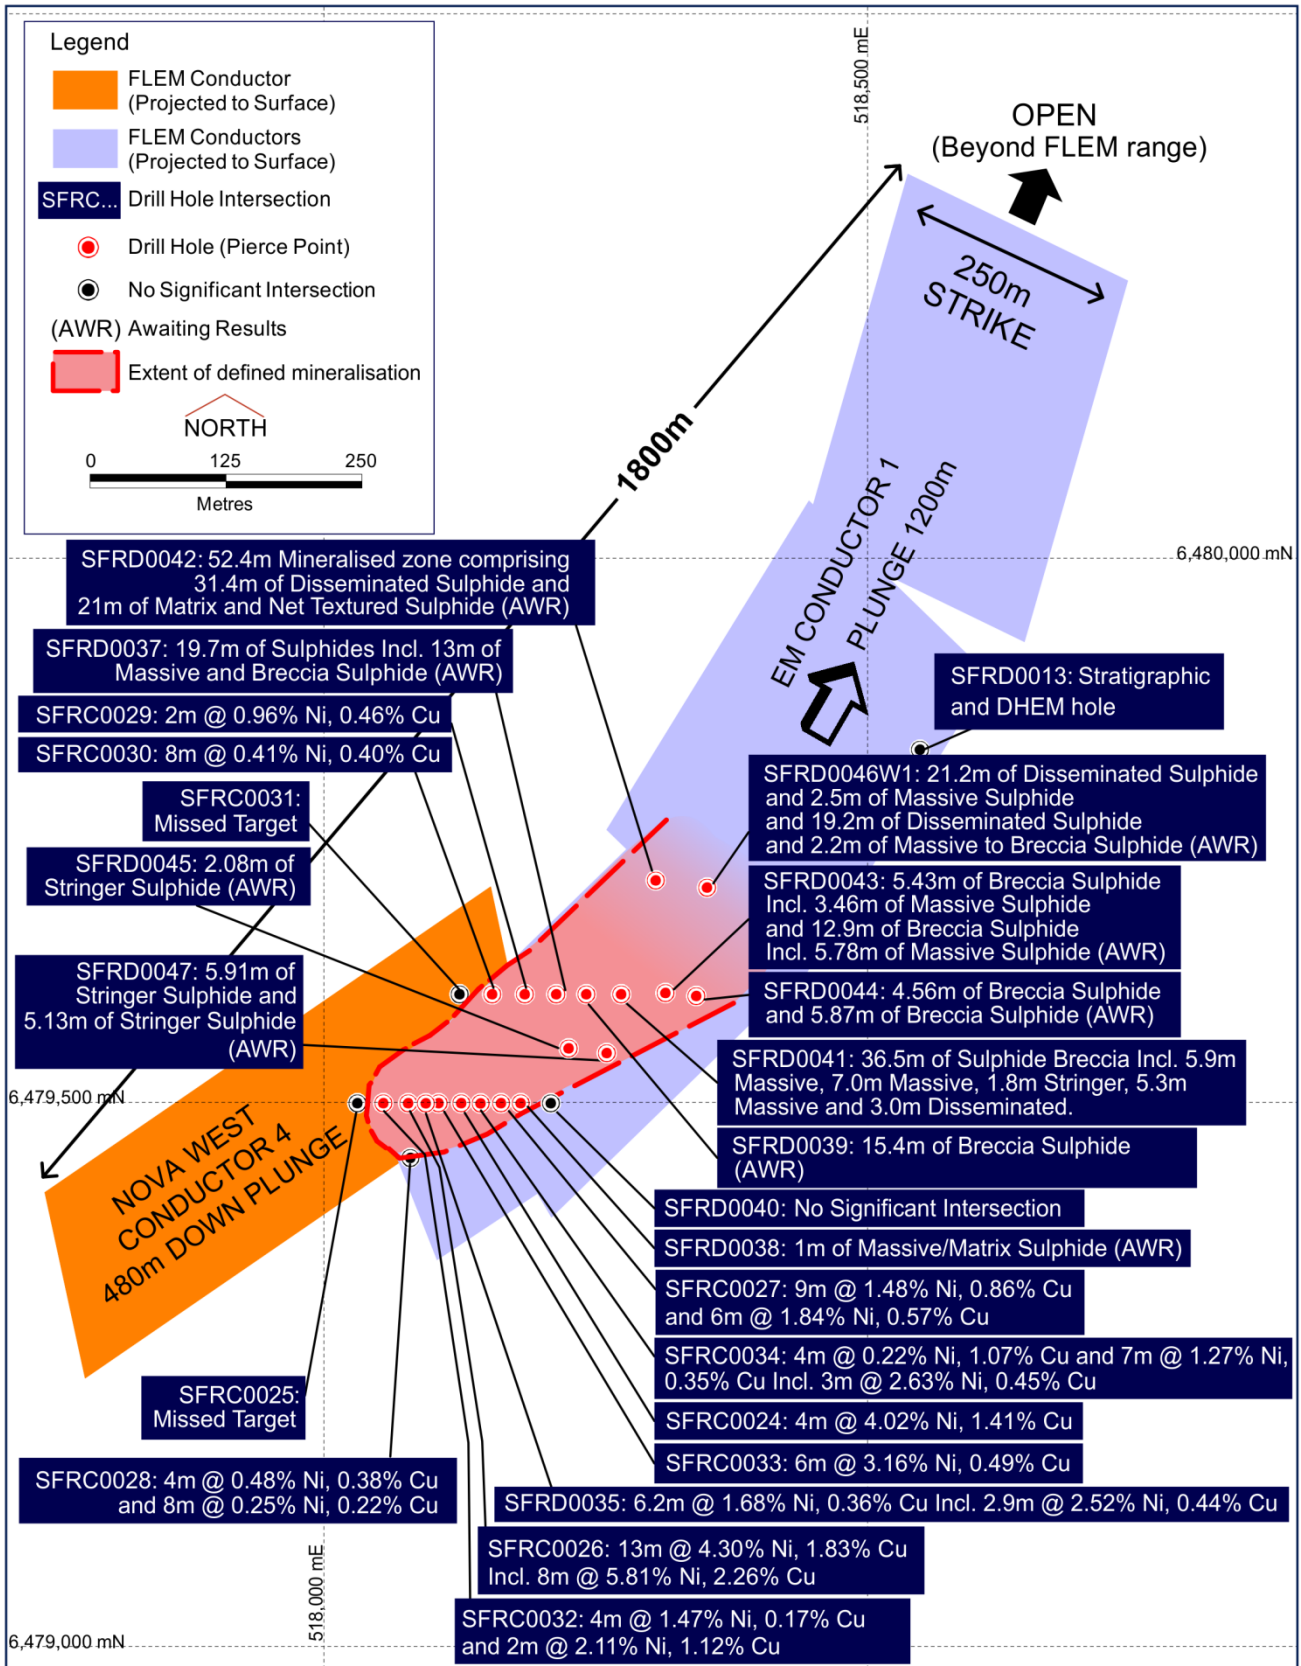 Legend
FLEM Conductor
(Projected to Surface)
FLEM Conductors
(Projected to Surface)
SFRC...
Drill Hole Intersection
Drill Hole (Pierce Point)
No Significant Intersection
(AWR) Awaiting Results
Extent of defined mineralisation
NORTH
0 125 250
Metres
518,500 mE
OPEN
(Beyond FLEM range)
250m
STRIKE
1800m
EM CONDUCTOR 1
PLUNGE 1200m
6,480,000 mN
SFRD0042: 52.4m Mineralised zone comprising
31.4m of Disseminated Sulphide and
21m of Matrix and Net Textured Sulphide (AWR)
SFRD0037: 19.7m of Sulphides Incl. 13m of
Massive and Breccia Sulphide (AWR)
SFRC0029: 2m @ 0.96% Ni, 0.46% Cu
SFRC0030: 8m @ 0.41% Ni, 0.40% Cu
SFRC0031:
Missed Target
SFRD0045: 2.08m of
Stringer Sulphide (AWR)
SFRD0047: 5.91m of
Stringer Sulphide and
5.13m of Stringer Sulphide
(AWR)
SFRD0013: Stratigraphic
and DHEM hole
SFRD0046W1: 21.2m of Disseminated Sulphide
and 2.5m of Massive Sulphide
and 19.2m of Disseminated Sulphide
and 2.2m of Massive to Breccia Sulphide (AWR)
SFRD0043: 5.43m of Breccia Sulphide
Incl. 3.46m of Massive Sulphide
and 12.9m of Breccia Sulphide
Incl. 5.78m of Massive Sulphide (AWR)
SFRD0044: 4.56m of Breccia Sulphide
and 5.87m of Breccia Sulphide (AWR)
SFRD0041: 36.5m of Sulphide Breccia Incl. 5.9m
Massive, 7.0m Massive, 1.8m Stringer, 5.3m
Massive and 3.0m Disseminated.
SFRD0039: 15.4m of Breccia Sulphide
(AWR)
6,479,500 mN
NOVA WEST
CONDUCTOR 4
480m DOWN PLUNGE
SFRD0040: No Significant Intersection
SFRD0038: 1m of Massive/Matrix Sulphide (AWR)
SFRC0027: 9m @ 1.48% Ni, 0.86% Cu
and 6m @ 1.84% Ni, 0.57% Cu
SFRC0034: 4m @ 0.22% Ni, 1.07% Cu and 7m @ 1.27% Ni,
0.35% Cu Incl. 3m @ 2.63% Ni, 0.45% Cu
SFRC0024: 4m @ 4.02% Ni, 1.41% Cu
SFRC0033: 6m @ 3.16% Ni, 0.49% Cu
SFRC0025:
Missed Target
SFRC0028: 4m @ 0.48% Ni, 0.38% Cu
and 8m @ 0.25% Ni, 0.22% Cu
SFRD0035: 6.2m @ 1.68% Ni, 0.36% Cu Incl. 2.9m @ 2.52% Ni, 0.44% Cu
SFRC0026: 13m @ 4.30% Ni, 1.83% Cu
Incl. 8m @ 5.81% Ni, 2.26% Cu
SFRC0032: 4m @ 1.47% Ni, 0.17% Cu
and 2m @ 2.11% Ni, 1.12% Cu
518,000 mE
6,479,000 mN